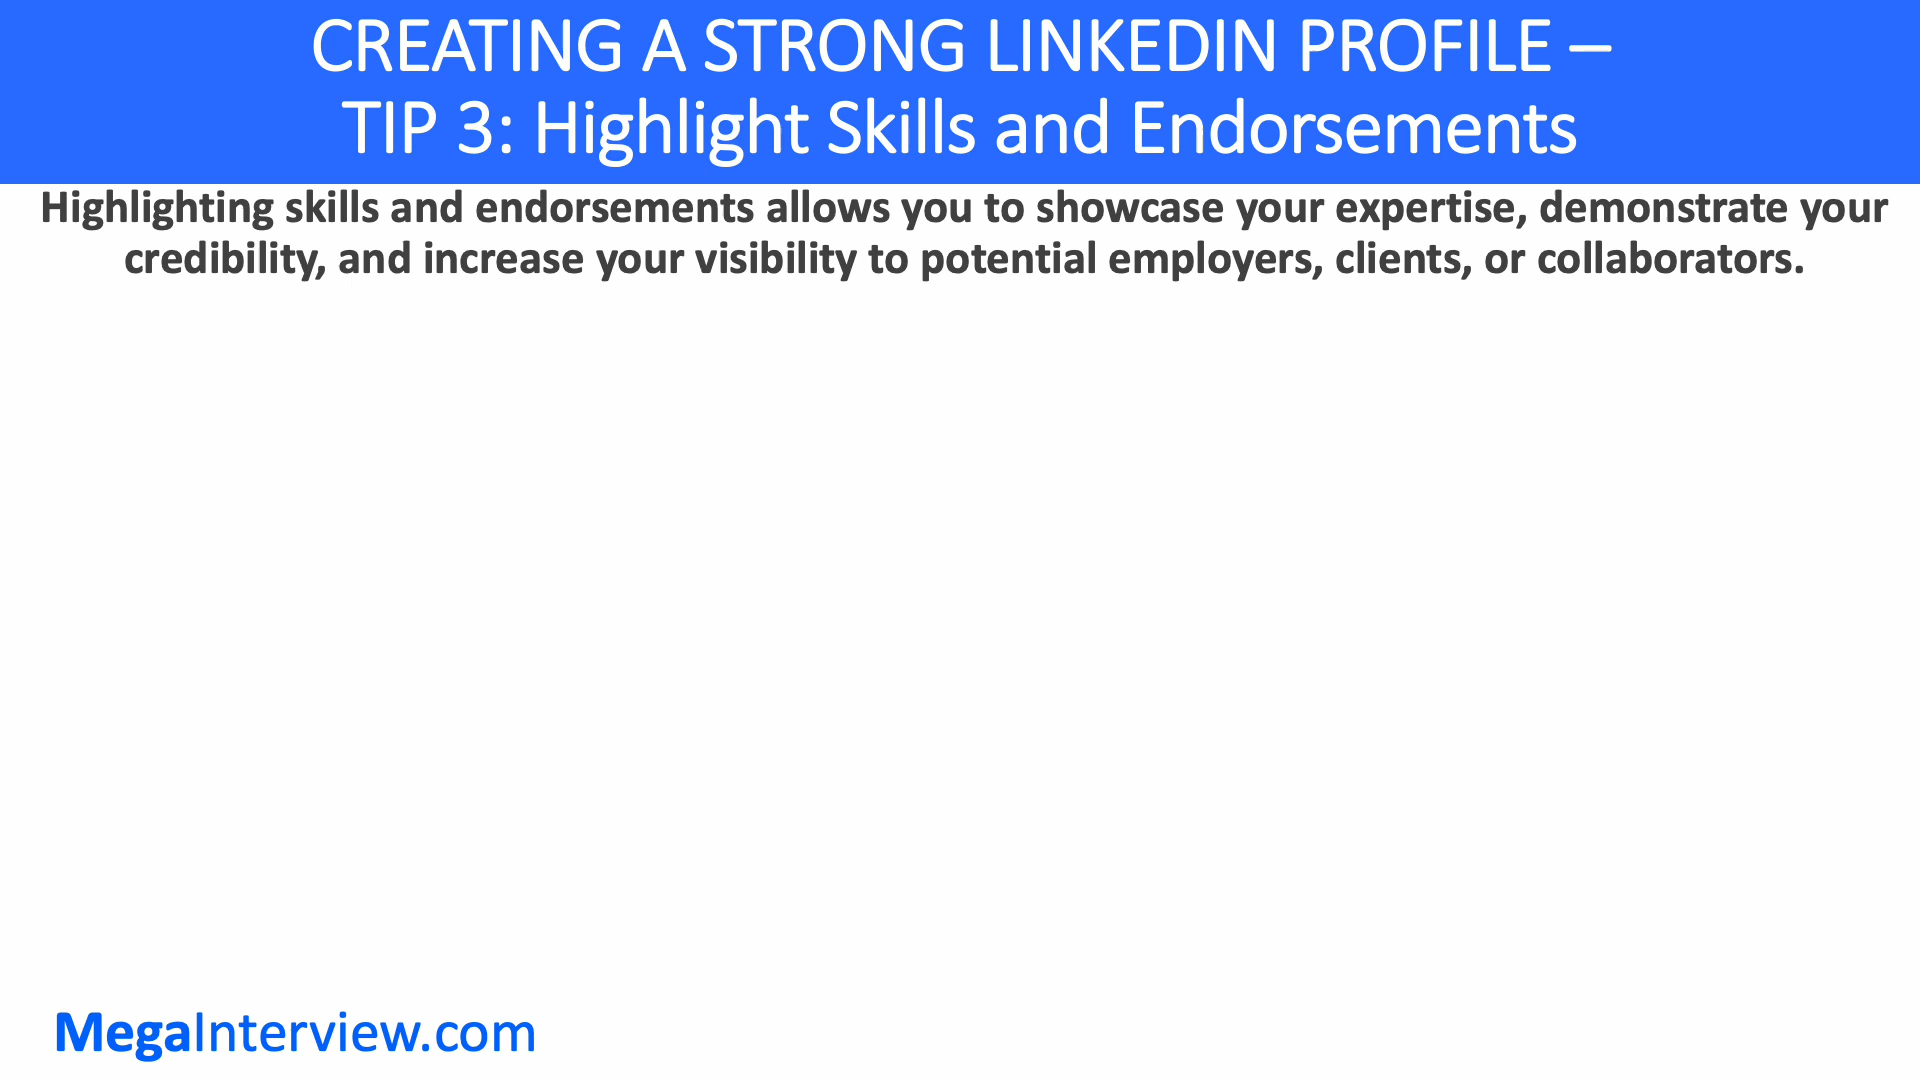 CREATING A STRONG LINKEDIN PROFILE –
TIP 3: Highlight Skills and Endorsements
Highlighting skills and endorsements allows you to showcase your expertise, demonstrate your
credibility, and increase your visibility to potential employers, clients, or collaborators.
MegaInterview.com